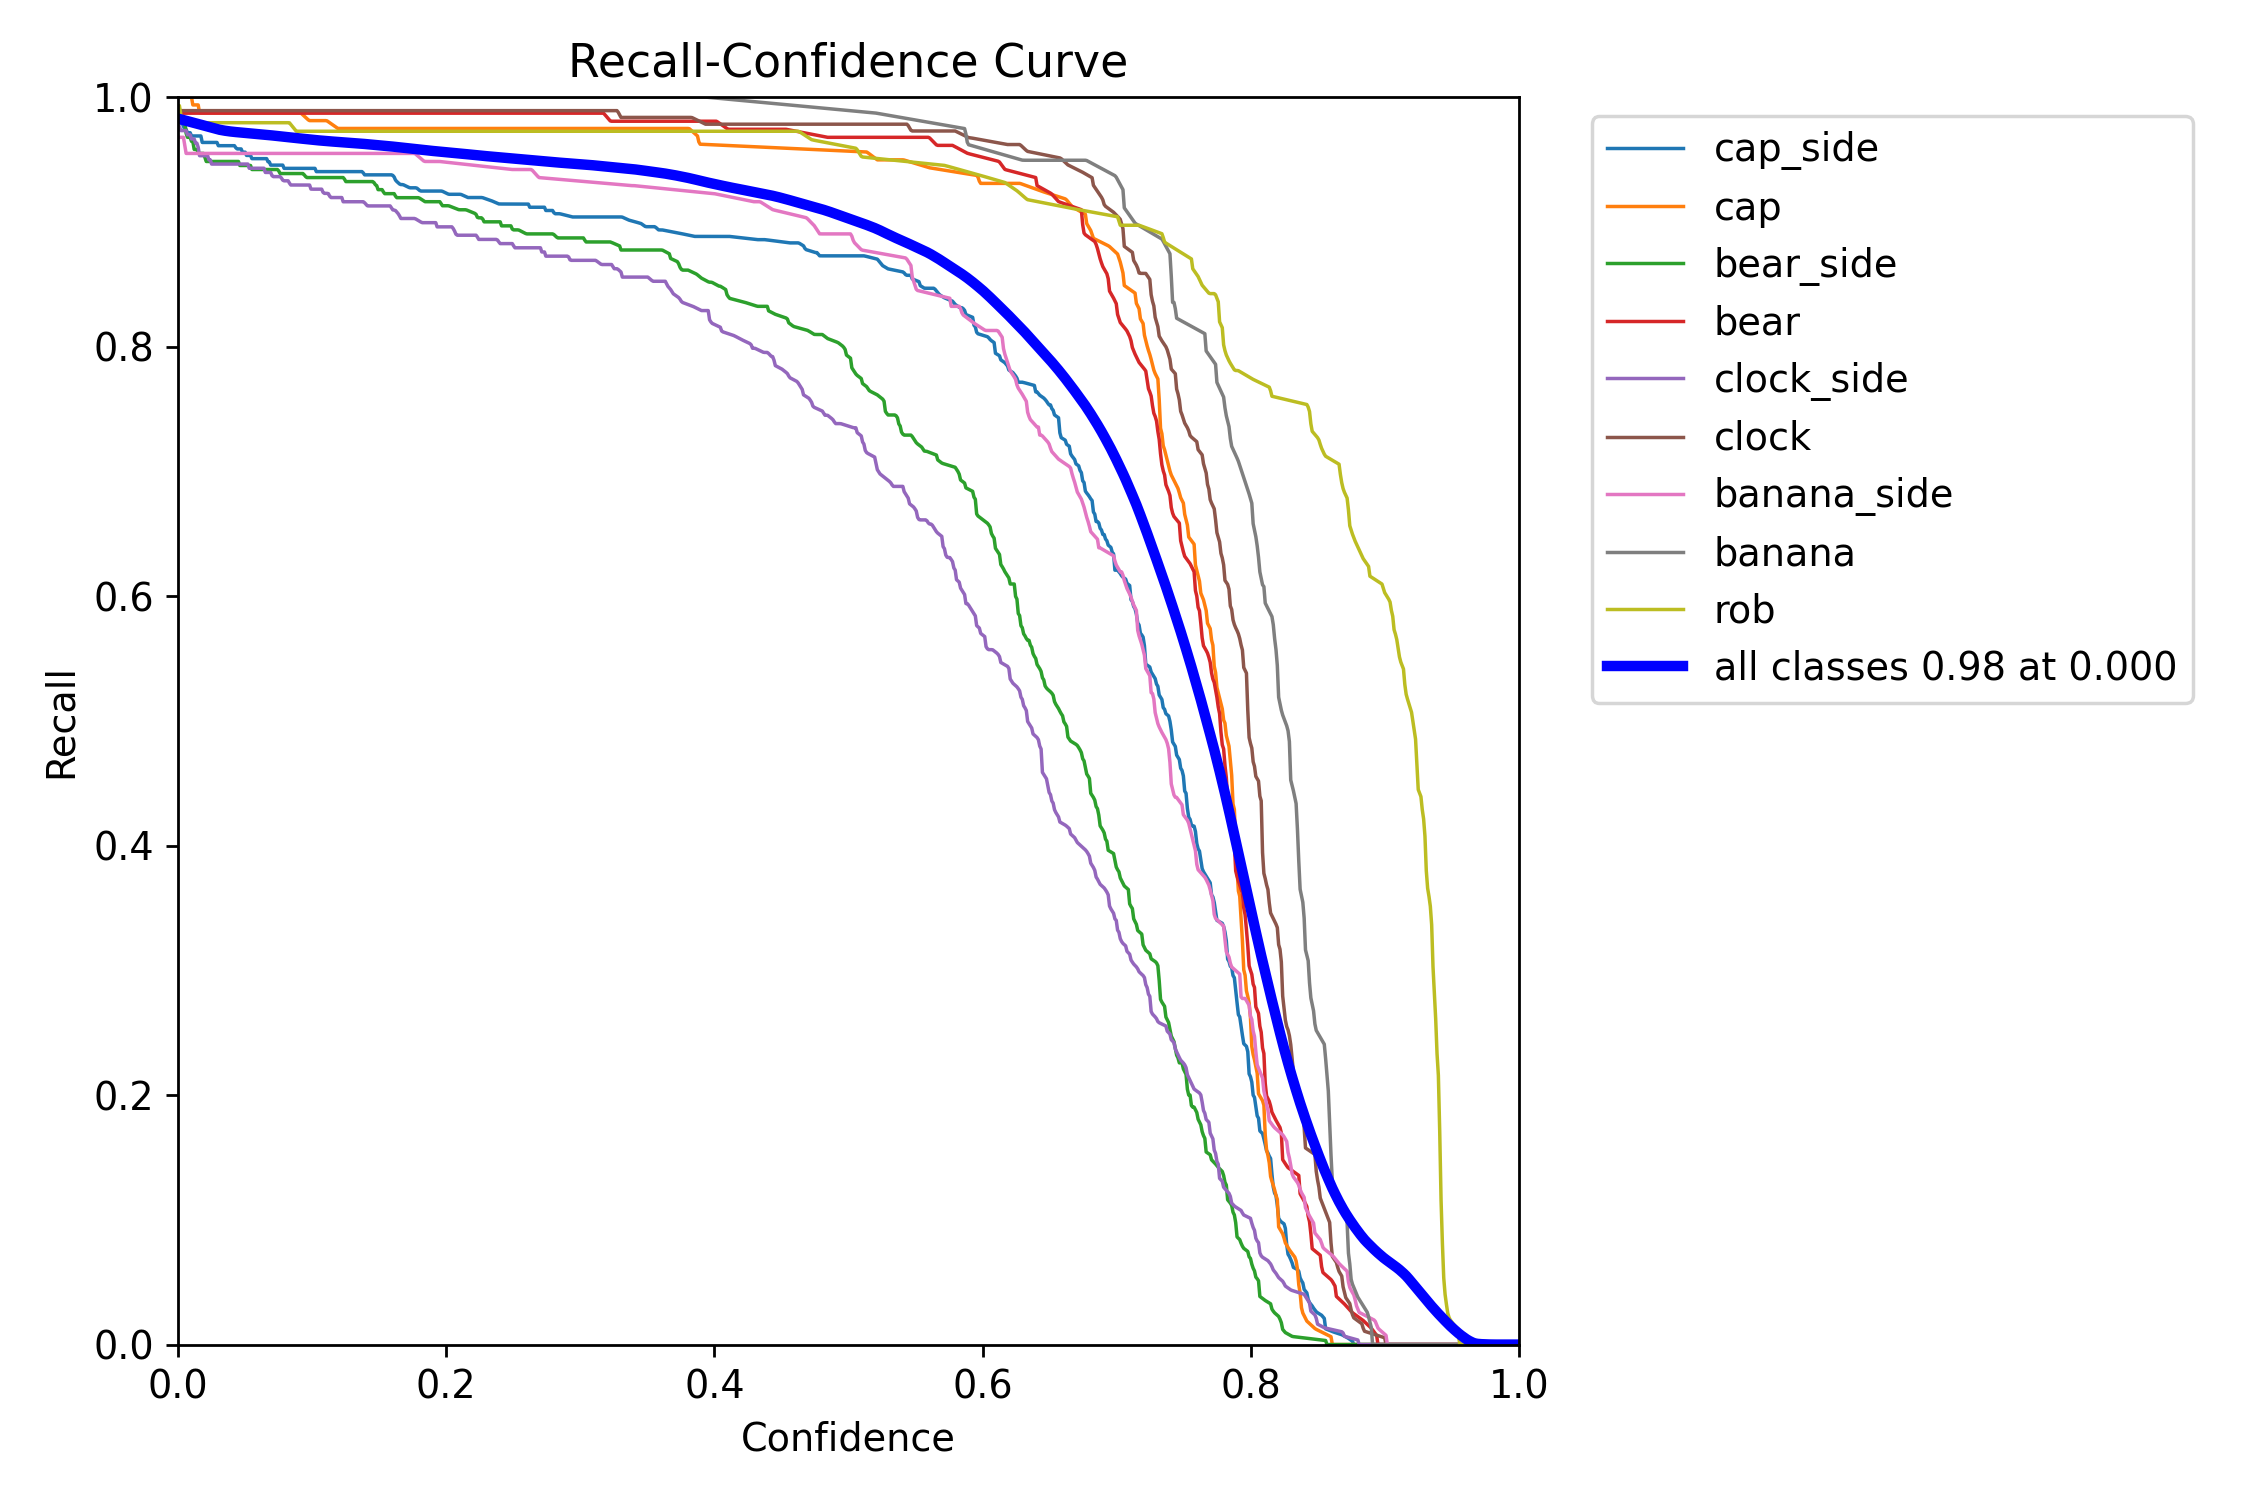 Recall-Confidence Curve
1.0
0.8
0.6
0.4
0.2
0.0
Recall
0.0 0.2 0.4 0.6 0.8 1.0
Confidence
cap_side
cap
bear_side
bear
clock_side
clock
banana_side
banana
rob
all classes 0.98 at 0.000